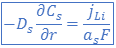 −D_s ∂C_s/∂r = j_Li/(a_s F)